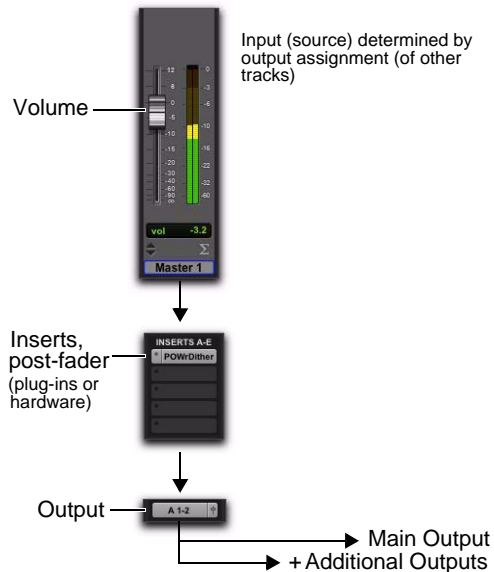 Input (source) determined by
output assignment (of other
tracks)
Volume
12
6
0
-5
-10
-15
-20
-30
-40
-60
-90
∞
0
-3
-6
-10
-16
-22
-32
-60
vol -3.2
Σ
Master 1
Inserts,
post-fader
(plug-ins or
hardware)
INSERTS A-E
POWrDither
Output
A 1-2
Main Output
+ Additional Outputs